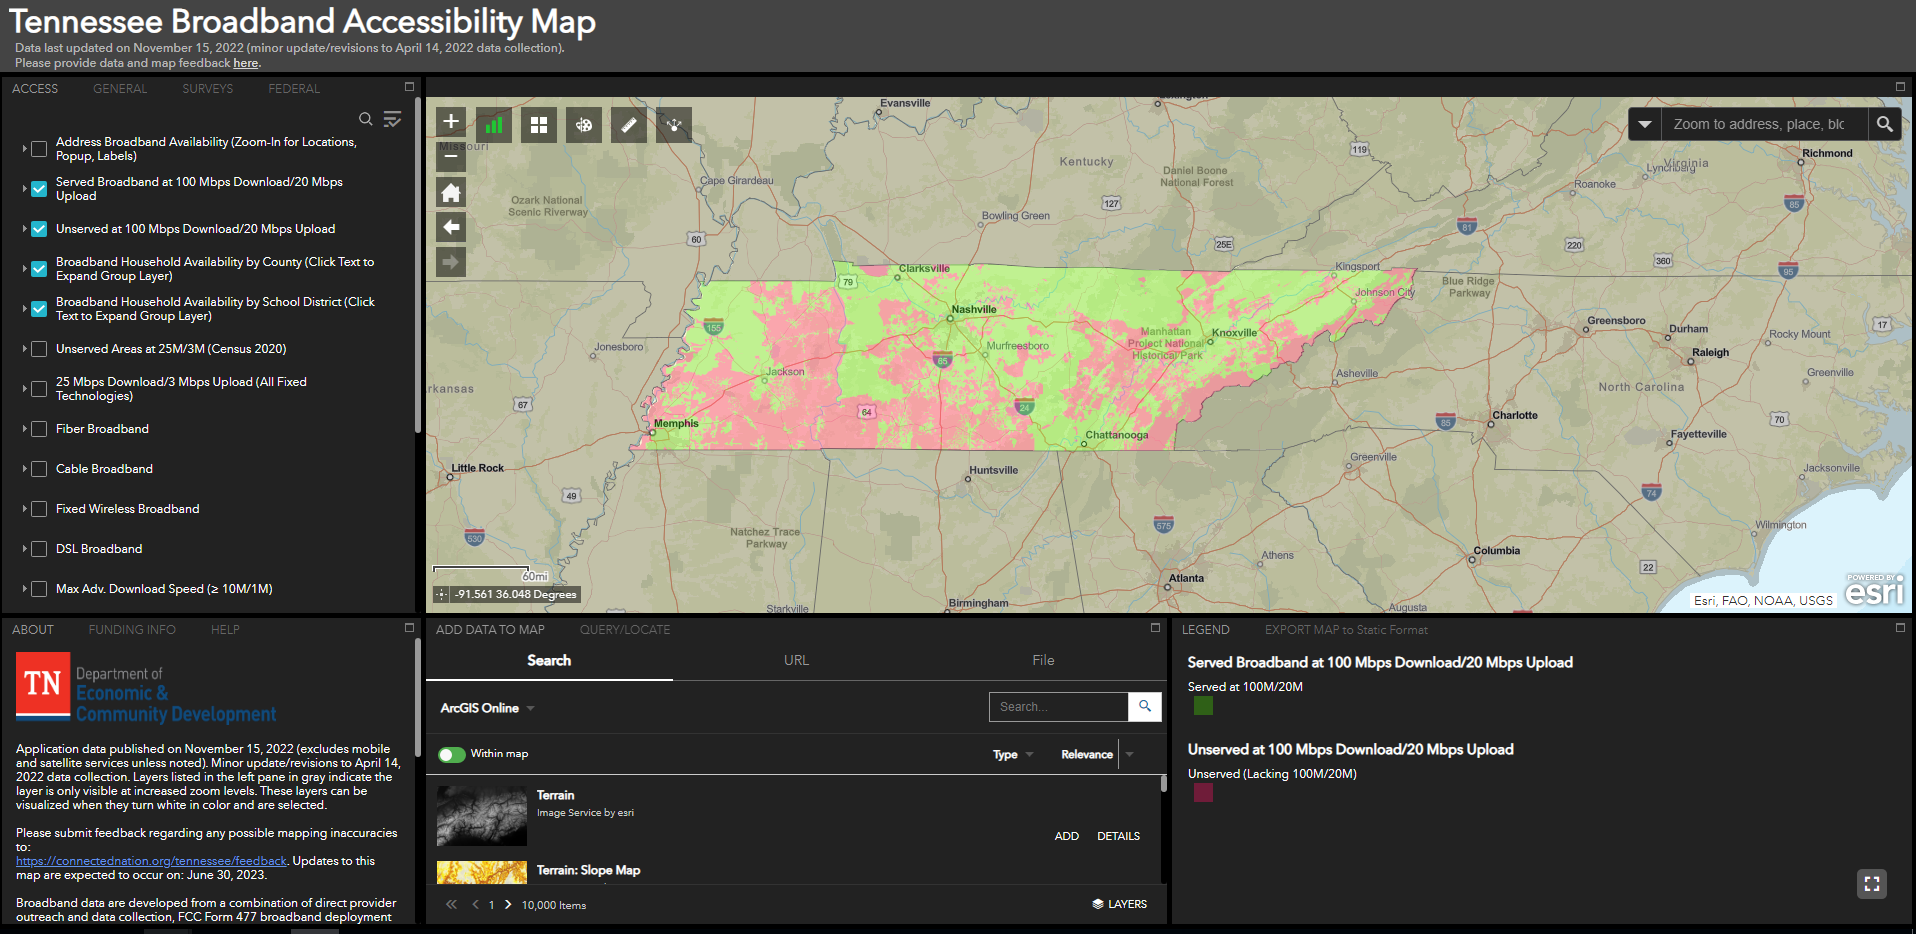 Tennessee Broadband Accessibility Map
Data last updated on November 15, 2022 (minor update/revisions to April 14, 2022 data collection).
Please provide data and map feedback here.
ACCESS GENERAL SURVEYS FEDERAL
Address Broadband Availability (Zoom-In for Locations,
Popup, Labels)
Served Broadband at 100 Mbps Download/20 Mbps
Upload
Unserved at 100 Mbps Download/20 Mbps Upload
Broadband Household Availability by County (Click Text to
Expand Group Layer)
Broadband Household Availability by School District (Click
Text to Expand Group Layer)
Unserved Areas at 25M/3M (Census 2020)
25 Mbps Download/3 Mbps Upload (All Fixed
Technologies)
Fiber Broadband
Cable Broadband
Fixed Wireless Broadband
DSL Broadband
Max Adv. Download Speed (≥ 10M/1M)
Zoom to address, place, blc
Evansville
Missouri
Kentucky
119
Virginia
Richmond
Lynchburg
Cape Girardeau
Daniel Boone
National Forest
Roanoke
Ozark National
Scenic Riverway
127
85
Bowling Green
81
60
25E
220
360
95
Clarksville
Kingsport
79
Blue Ridge
Parkway
Johnson City
Nashville
155
Manhattan
Project National
Historical Park
Knoxville
Greensboro
Durham
Rocky Mount
17
Murfreesboro
Jonesboro
65
Raleigh
Jackson
Asheville
Greenville
rkansas
North Carolina
67
64
24
Memphis
85
Charlotte
70
Chattanooga
Fayetteville
Little Rock
Huntsville
Greenville
Jacksonville
49
74
Natchez Trace
Parkway
530
575
Wilmington
Athens
Columbia
22
60mi
Atlanta
-91.561 36.048 Degrees
Birmingham
Starkville
Augusta
Esri, FAO, NOAA, USGS
POWERED BY
esri
ABOUT FUNDING INFO HELP
TN
Department of
Economic &
Community Development
Application data published on November 15, 2022 (excludes mobile
and satellite services unless noted). Minor update/revisions to April 14,
2022 data collection. Layers listed in the left pane in gray indicate the
layer is only visible at increased zoom levels. These layers can be
visualized when they turn white in color and are selected.
Please submit feedback regarding any possible mapping inaccuracies
to:
https://connectednation.org/tennessee/feedback. Updates to this
map are expected to occur on: June 30, 2023.
Broadband data are developed from a combination of direct provider
outreach and data collection, FCC Form 477 broadband deployment
ADD DATA TO MAP QUERY/LOCATE
Search URL File
ArcGIS Online
Search...
Within map
Type Relevance
Terrain
Image Service by esri
ADD DETAILS
Terrain: Slope Map
1 10,000 Items
LAYERS
LEGEND EXPORT MAP to Static Format
Served Broadband at 100 Mbps Download/20 Mbps Upload
Served at 100M/20M
Unserved at 100 Mbps Download/20 Mbps Upload
Unserved (Lacking 100M/20M)